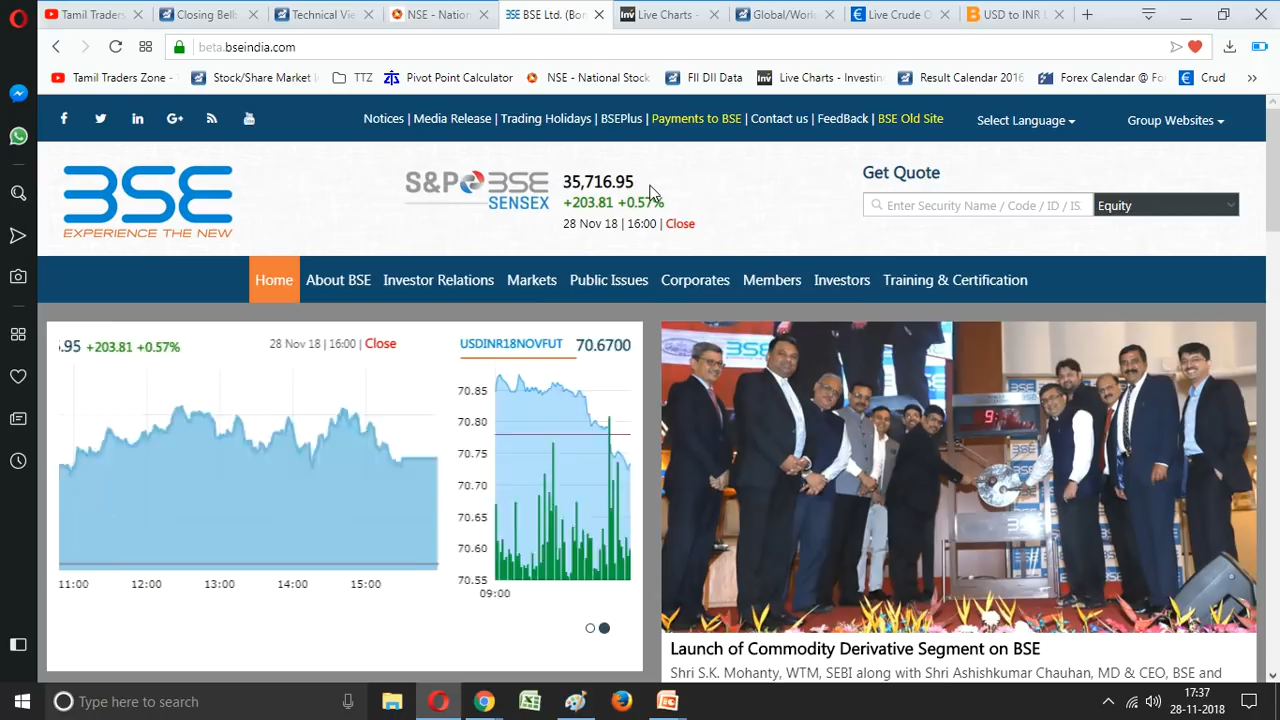 Tamil Traders
Closing Bell
Technical Vie
NSE - Nation
BSE Ltd. (Bon
Live Charts -
Global/Worl
Live Crude O
USD to INR L
beta.bseindia.com
Tamil Traders Zone -
Stock/Share Market
TTZ
Pivot Point Calculator
NSE - National Stock
FII DII Data
Live Charts - Investin
Result Calendar 2016
Forex Calendar @ Fo
Crud
Notices | Media Release | Trading Holidays | BSEPlus | Payments to BSE | Contact us | FeedBack | BSE Old Site
Select Language
Group Websites
BSE
EXPERIENCE THE NEW
S&P BSE
SENSEX
35,716.95
+203.81 +0.57%
28 Nov 18 | 16:00 | Close
Get Quote
Enter Security Name / Code / ID / IS.
Equity
Home
About BSE
Investor Relations
Markets
Public Issues
Corporates
Members
Investors
Training & Certification
.95 +203.81 +0.57%
28 Nov 18 | 16:00 | Close
11:00
12:00
13:00
14:00
15:00
USDINR18NOVFUT
70.6700
70.85
70.80
70.75
70.70
70.65
70.60
70.55
09:00
Launch of Commodity Derivative Segment on BSE
Shri S.K. Mohanty, WTM, SEBI along with Shri Ashishkumar Chauhan, MD & CEO, BSE and
Type here to search
17:37
28-11-2018